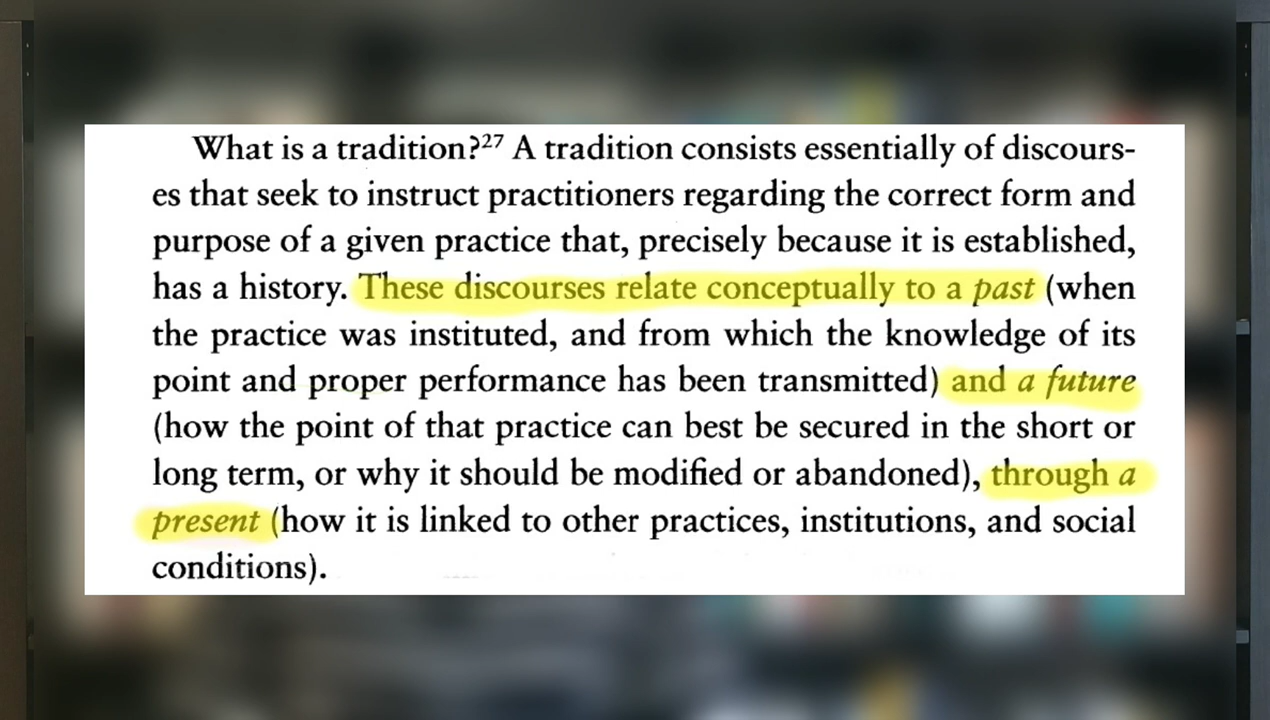 What is a tradition?27 A tradition consists essentially of discours-
es that seek to instruct practitioners regarding the correct form and
purpose of a given practice that, precisely because it is established,
has a history. These discourses relate conceptually to a past (when
the practice was instituted, and from which the knowledge of its
point and proper performance has been transmitted) and a future
(how the point of that practice can best be secured in the short or
long term, or why it should be modified or abandoned), through a
present (how it is linked to other practices, institutions, and social
conditions).